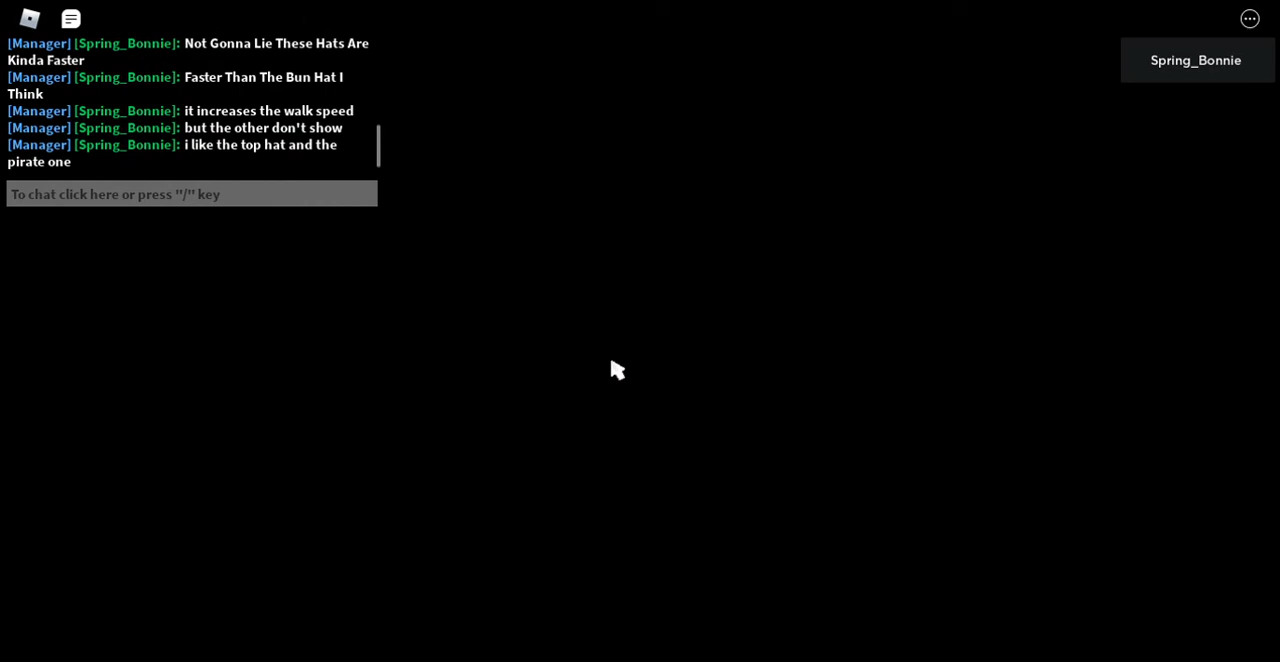 [Manager] [Spring_Bonnie]: Not Gonna Lie These Hats Are
Kinda Faster
[Manager] [Spring_Bonnie]: Faster Than The Bun Hat I
Think
[Manager] [Spring_Bonnie]: it increases the walk speed
[Manager] [Spring_Bonnie]: but the other don't show
[Manager] [Spring_Bonnie]: i like the top hat and the
pirate one
To chat click here or press "/" key
Spring_Bonnie